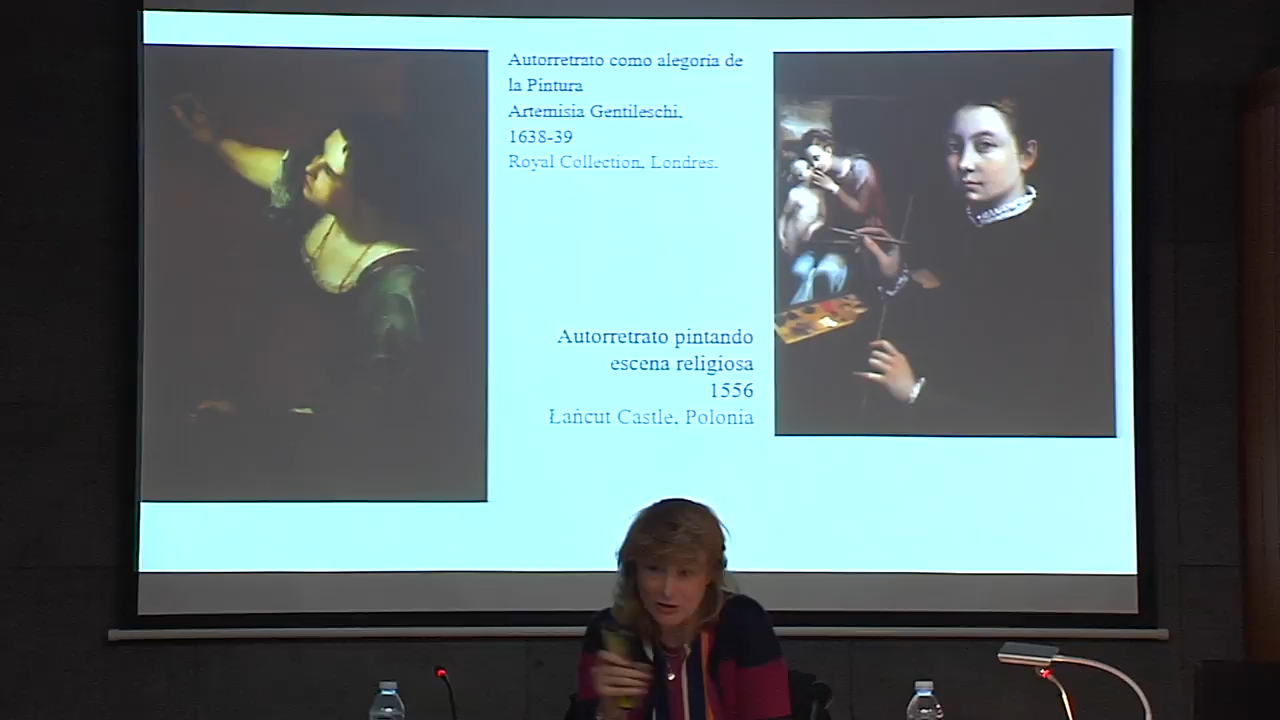 Autorretrato como alegoría de
la Pintura
Artemisia Gentileschi.
1638-39
Royal Collection. Londres.
Autorretrato pintando
escena religiosa
1556
Łańcut Castle. Polonia